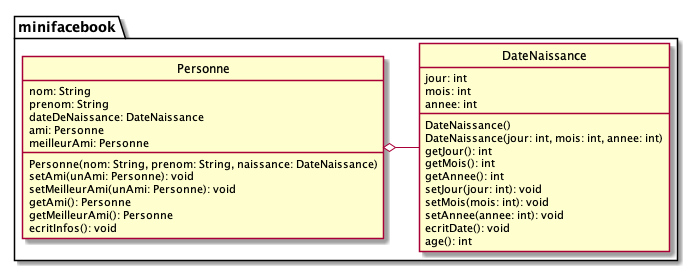 minifacebook
Personne
nom: String
prenom: String
dateDeNaissance: DateNaissance
ami: Personne
meilleurAmi: Personne
Personne(nom: String, prenom: String, naissance: DateNaissance)
setAmi(unAmi: Personne): void
setMeilleurAmi(unAmi: Personne): void
getAmi(): Personne
getMeilleurAmi(): Personne
ecritInfos(): void
DateNaissance
jour: int
mois: int
annee: int
DateNaissance()
DateNaissance(jour: int, mois: int, annee: int)
getJour(): int
getMois(): int
getAnnee(): int
setJour(jour: int): void
setMois(mois: int): void
setAnnee(annee: int): void
ecritDate(): void
age(): int